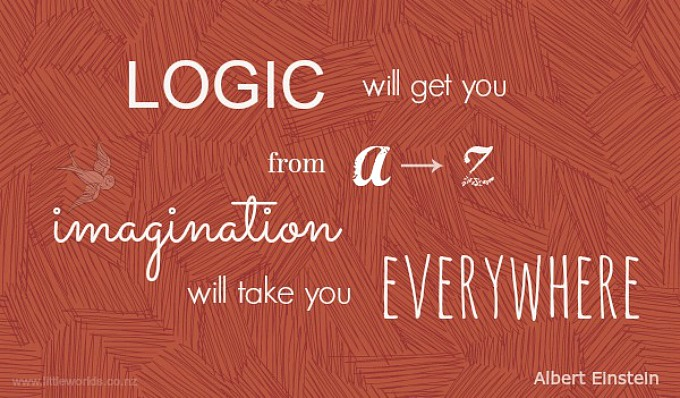 LOGIC will get you
from a → z
imagination
will take you EVERYWHERE
www.littleworlds.co.nz
Albert Einstein